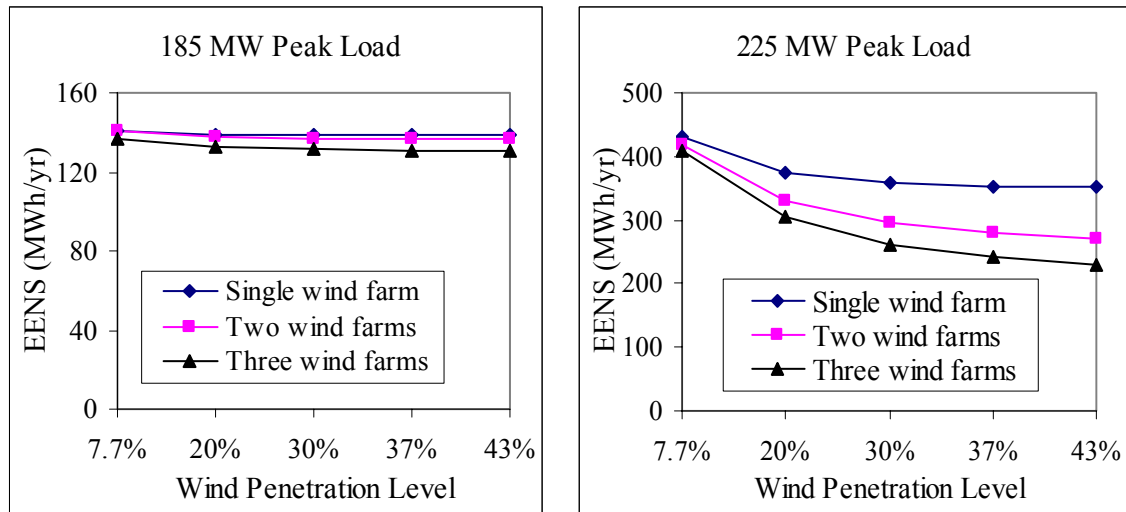 185 MW Peak Load
EENS (MWh/yr)
160
120
80
40
0
Single wind farm
Two wind farms
Three wind farms
7.7% 20% 30% 37% 43%
Wind Penetration Level
225 MW Peak Load
EENS (MWh/yr)
500
400
300
200
100
0
Single wind farm
Two wind farms
Three wind farms
7.7% 20% 30% 37% 43%
Wind Penetration Level